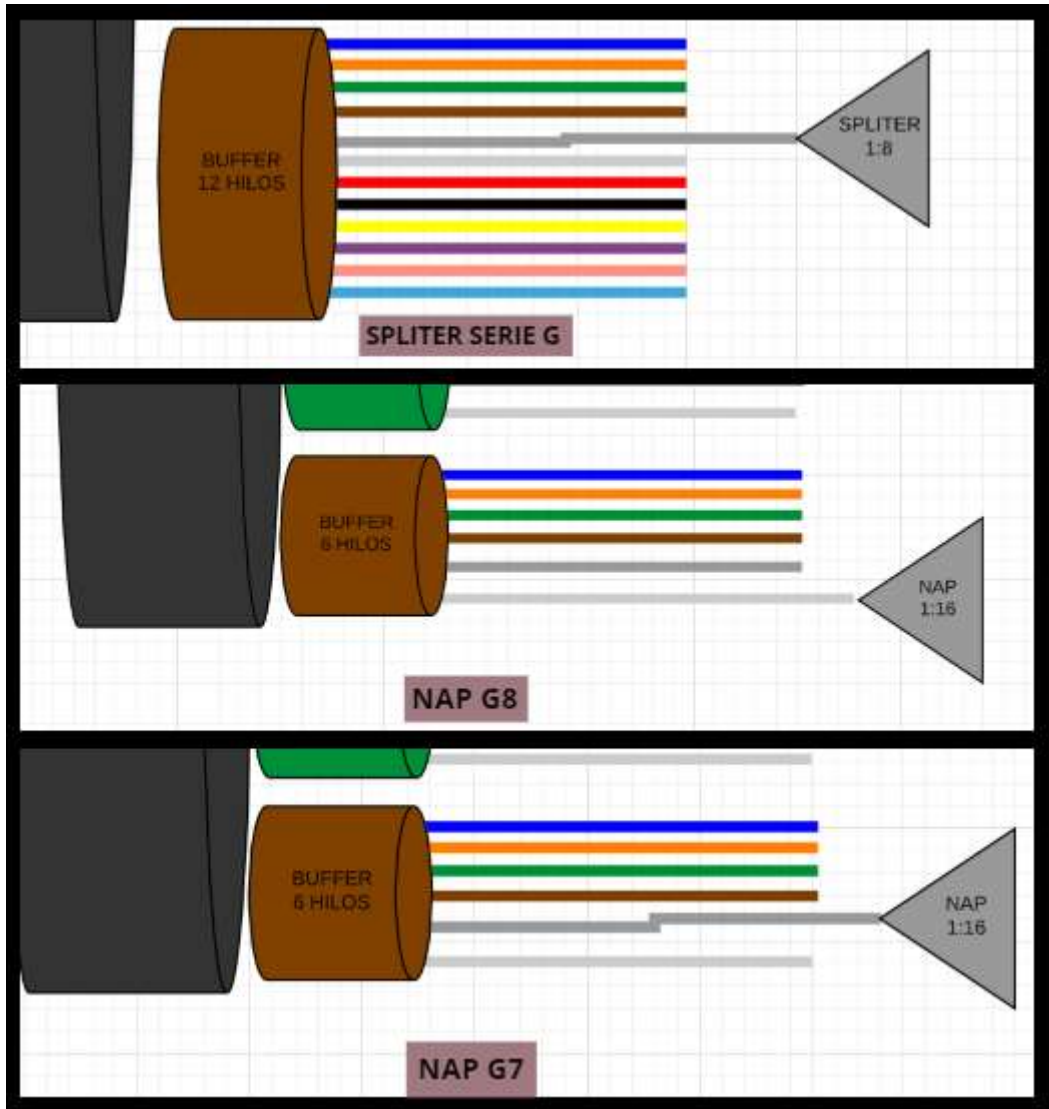 BUFFER
12 HILOS
SPLITER
1:8
SPLITER SERIE G
BUFFER
6 HILOS
NAP
1:16
NAP G8
BUFFER
6 HILOS
NAP
1:16
NAP G7